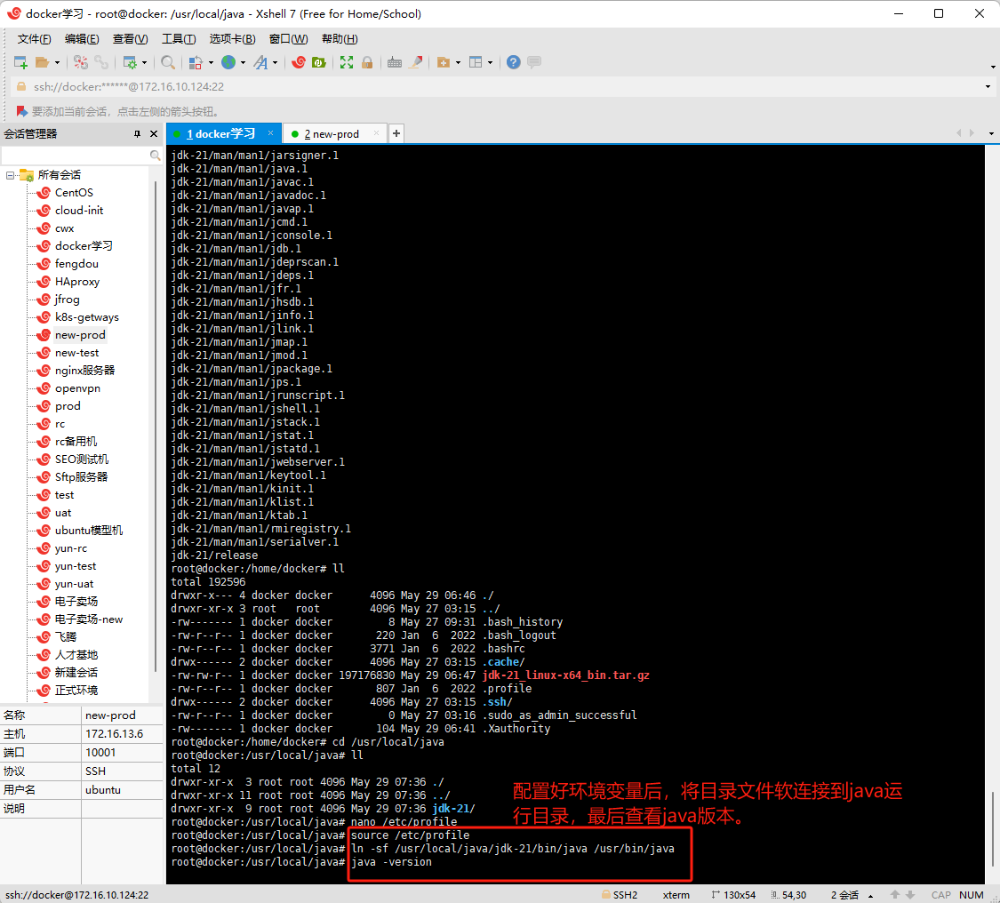 docker学习 - root@docker: /usr/local/java - Xshell 7 (Free for Home/School)
文件(F) 编辑(E) 查看(V) 工具(T) 选项卡(B) 窗口(W) 帮助(H)
ssh://docker:******@172.16.10.124:22
要添加当前会话，点击左侧的箭头按钮。
会话管理器
1 docker学习
2 new-prod
所有会话
CentOS
cloud-init
cwx
docker学习
fengdou
HAproxy
jfrog
k8s-getways
new-prod
new-test
nginx服务器
openvpn
prod
rc
rc备用机
SEO测试机
Sftp服务器
test
uat
ubuntu模型机
yun-rc
yun-test
yun-uat
电子卖场
电子卖场-new
飞腾
人才基地
新建会话
正式环境
名称 new-prod
主机 172.16.13.6
端口 10001
协议 SSH
用户名 ubuntu
说明
jdk-21/man/man1/jarsigner.1
jdk-21/man/man1/java.1
jdk-21/man/man1/javac.1
jdk-21/man/man1/javadoc.1
jdk-21/man/man1/javap.1
jdk-21/man/man1/jcmd.1
jdk-21/man/man1/jconsole.1
jdk-21/man/man1/jdb.1
jdk-21/man/man1/jdeprscan.1
jdk-21/man/man1/jdeps.1
jdk-21/man/man1/jfr.1
jdk-21/man/man1/jhsdb.1
jdk-21/man/man1/jinfo.1
jdk-21/man/man1/jlink.1
jdk-21/man/man1/jmap.1
jdk-21/man/man1/jmod.1
jdk-21/man/man1/jpackage.1
jdk-21/man/man1/jps.1
jdk-21/man/man1/jrunscript.1
jdk-21/man/man1/jshell.1
jdk-21/man/man1/jstack.1
jdk-21/man/man1/jstat.1
jdk-21/man/man1/jstatd.1
jdk-21/man/man1/jwebserver.1
jdk-21/man/man1/keytool.1
jdk-21/man/man1/kinit.1
jdk-21/man/man1/klist.1
jdk-21/man/man1/ktab.1
jdk-21/man/man1/rmiregistry.1
jdk-21/man/man1/serialver.1
jdk-21/release
root@docker:/home/docker# ll
total 192596
drwxr-x--- 4 docker docker      4096 May 29 06:46 ./
drwxr-xr-x 3 root   root        4096 May 27 03:15 ../
-rw------- 1 docker docker         8 May 27 09:31 .bash_history
-rw-r--r-- 1 docker docker       220 Jan  6  2022 .bash_logout
-rw-r--r-- 1 docker docker      3771 Jan  6  2022 .bashrc
drwx------ 2 docker docker      4096 May 27 03:15 .cache/
-rw-rw-r-- 1 docker docker 197176830 May 29 06:47 jdk-21_linux-x64_bin.tar.gz
-rw-r--r-- 1 docker docker       807 Jan  6  2022 .profile
drwx------ 2 docker docker      4096 May 27 03:15 .ssh/
-rw-r--r-- 1 docker docker         0 May 27 03:16 .sudo_as_admin_successful
-rw------- 1 docker docker       104 May 29 06:41 .Xauthority
root@docker:/home/docker# cd /usr/local/java
root@docker:/usr/local/java# ll
total 12
drwxr-xr-x  3 root root 4096 May 29 07:36 ./
drwxr-xr-x 11 root root 4096 May 29 07:36 ../
drwxr-xr-x  9 root root 4096 May 29 07:36 jdk-21/
配置好环境变量后，将目录文件软连接到java运
行目录，最后查看java版本。
root@docker:/usr/local/java# nano /etc/profile
root@docker:/usr/local/java# source /etc/profile
root@docker:/usr/local/java# ln -sf /usr/local/java/jdk-21/bin/java /usr/bin/java
root@docker:/usr/local/java# java -version
ssh://docker@172.16.10.124:22 SSH2 xterm 130x54 54,30 2 会话 CAP NUM